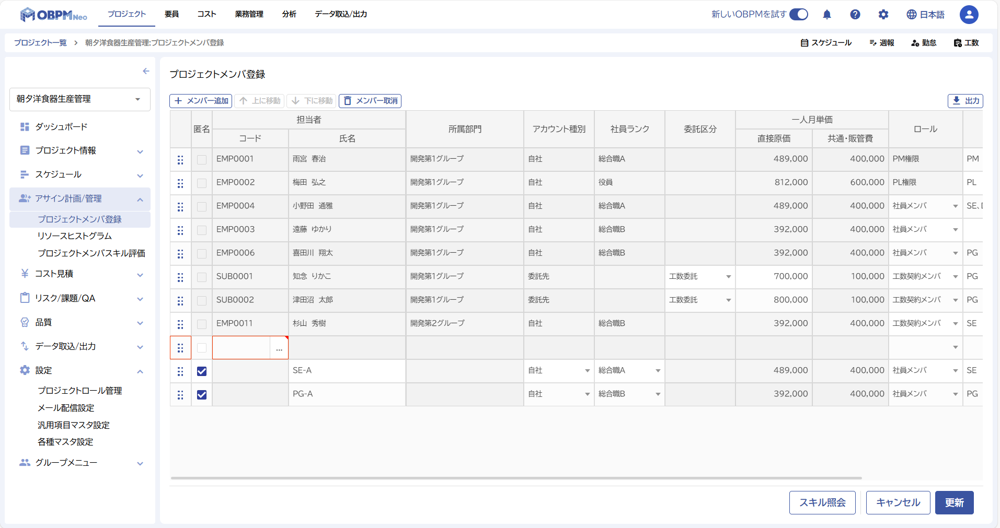 OBPM Neo
プロジェクト 要員 コスト 業務管理 分析 データ取込/出力
新しいOBPMを試す 日本語
プロジェクト一覧 > 朝夕洋食器生産管理:プロジェクトメンバ登録
スケジュール 週報 勤怠 工数
朝夕洋食器生産管理
ダッシュボード
プロジェクト情報
スケジュール
アサイン計画/管理
プロジェクトメンバ登録
リソースヒストグラム
プロジェクトメンバスキル評価
コスト見積
リスク/課題/QA
品質
データ取込/出力
設定
プロジェクトロール管理
メール配信設定
汎用項目マスタ設定
各種マスタ設定
グループメニュー
プロジェクトメンバ登録
メンバー追加 上に移動 下に移動 メンバー取消 出力
匿名 担当者 所属部門 アカウント種別 社員ランク 委託区分 一人月単価 ロール
コード 氏名 直接原価 共通・販管費
EMP0001 雨宮 春治 開発第1グループ 自社 総合職A 489,000 400,000 PM権限 PM
EMP0002 梅田 弘之 開発第1グループ 自社 役員 812,000 600,000 PL権限 PL
EMP0004 小野田 通雅 開発第1グループ 自社 総合職A 489,000 400,000 社員メンバ SE、
EMP0003 遠藤 ゆかり 開発第1グループ 自社 総合職B 392,000 400,000 社員メンバ
EMP0006 喜田川 翔太 開発第1グループ 自社 総合職B 392,000 400,000 社員メンバ PG
SUB0001 知念 りかこ 開発第1グループ 委託先 工数委託 700,000 100,000 工数契約メンバ PG
SUB0002 津田沼 太郎 開発第1グループ 委託先 工数委託 800,000 100,000 工数契約メンバ PG
EMP0011 杉山 秀樹 開発第2グループ 自社 総合職B 392,000 400,000 工数契約メンバ SE
...
SE-A 自社 総合職A 489,000 400,000 社員メンバ SE
PG-A 自社 総合職B 392,000 400,000 社員メンバ PG
スキル照会 キャンセル 更新